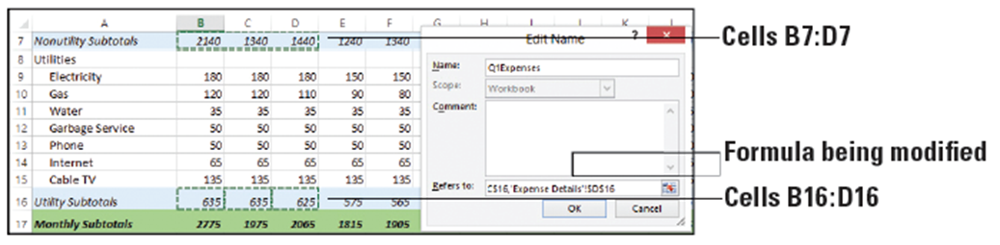 A B C D E F G H I J K L
7 Nonutility Subtotals 2140 1340 1440 1240 1340
8 Utilities
9 Electricity 180 180 180 150 150
10 Gas 120 120 110 90 80
11 Water 35 35 35 35 35
12 Garbage Service 50 50 50 50 50
13 Phone 50 50 50 50 50
14 Internet 65 65 65 65 65
15 Cable TV 135 135 135 135 135
16 Utility Subtotals 635 635 625 575 565
17 Monthly Subtotals 2775 1975 2065 1815 1905
Edit Name ? ×
Name: Q1Expenses
Scope: Workbook
Comment:
Refers to: C$16,'Expense Details'!$D$16
OK Cancel
Cells B7:D7
Formula being modified
Cells B16:D16